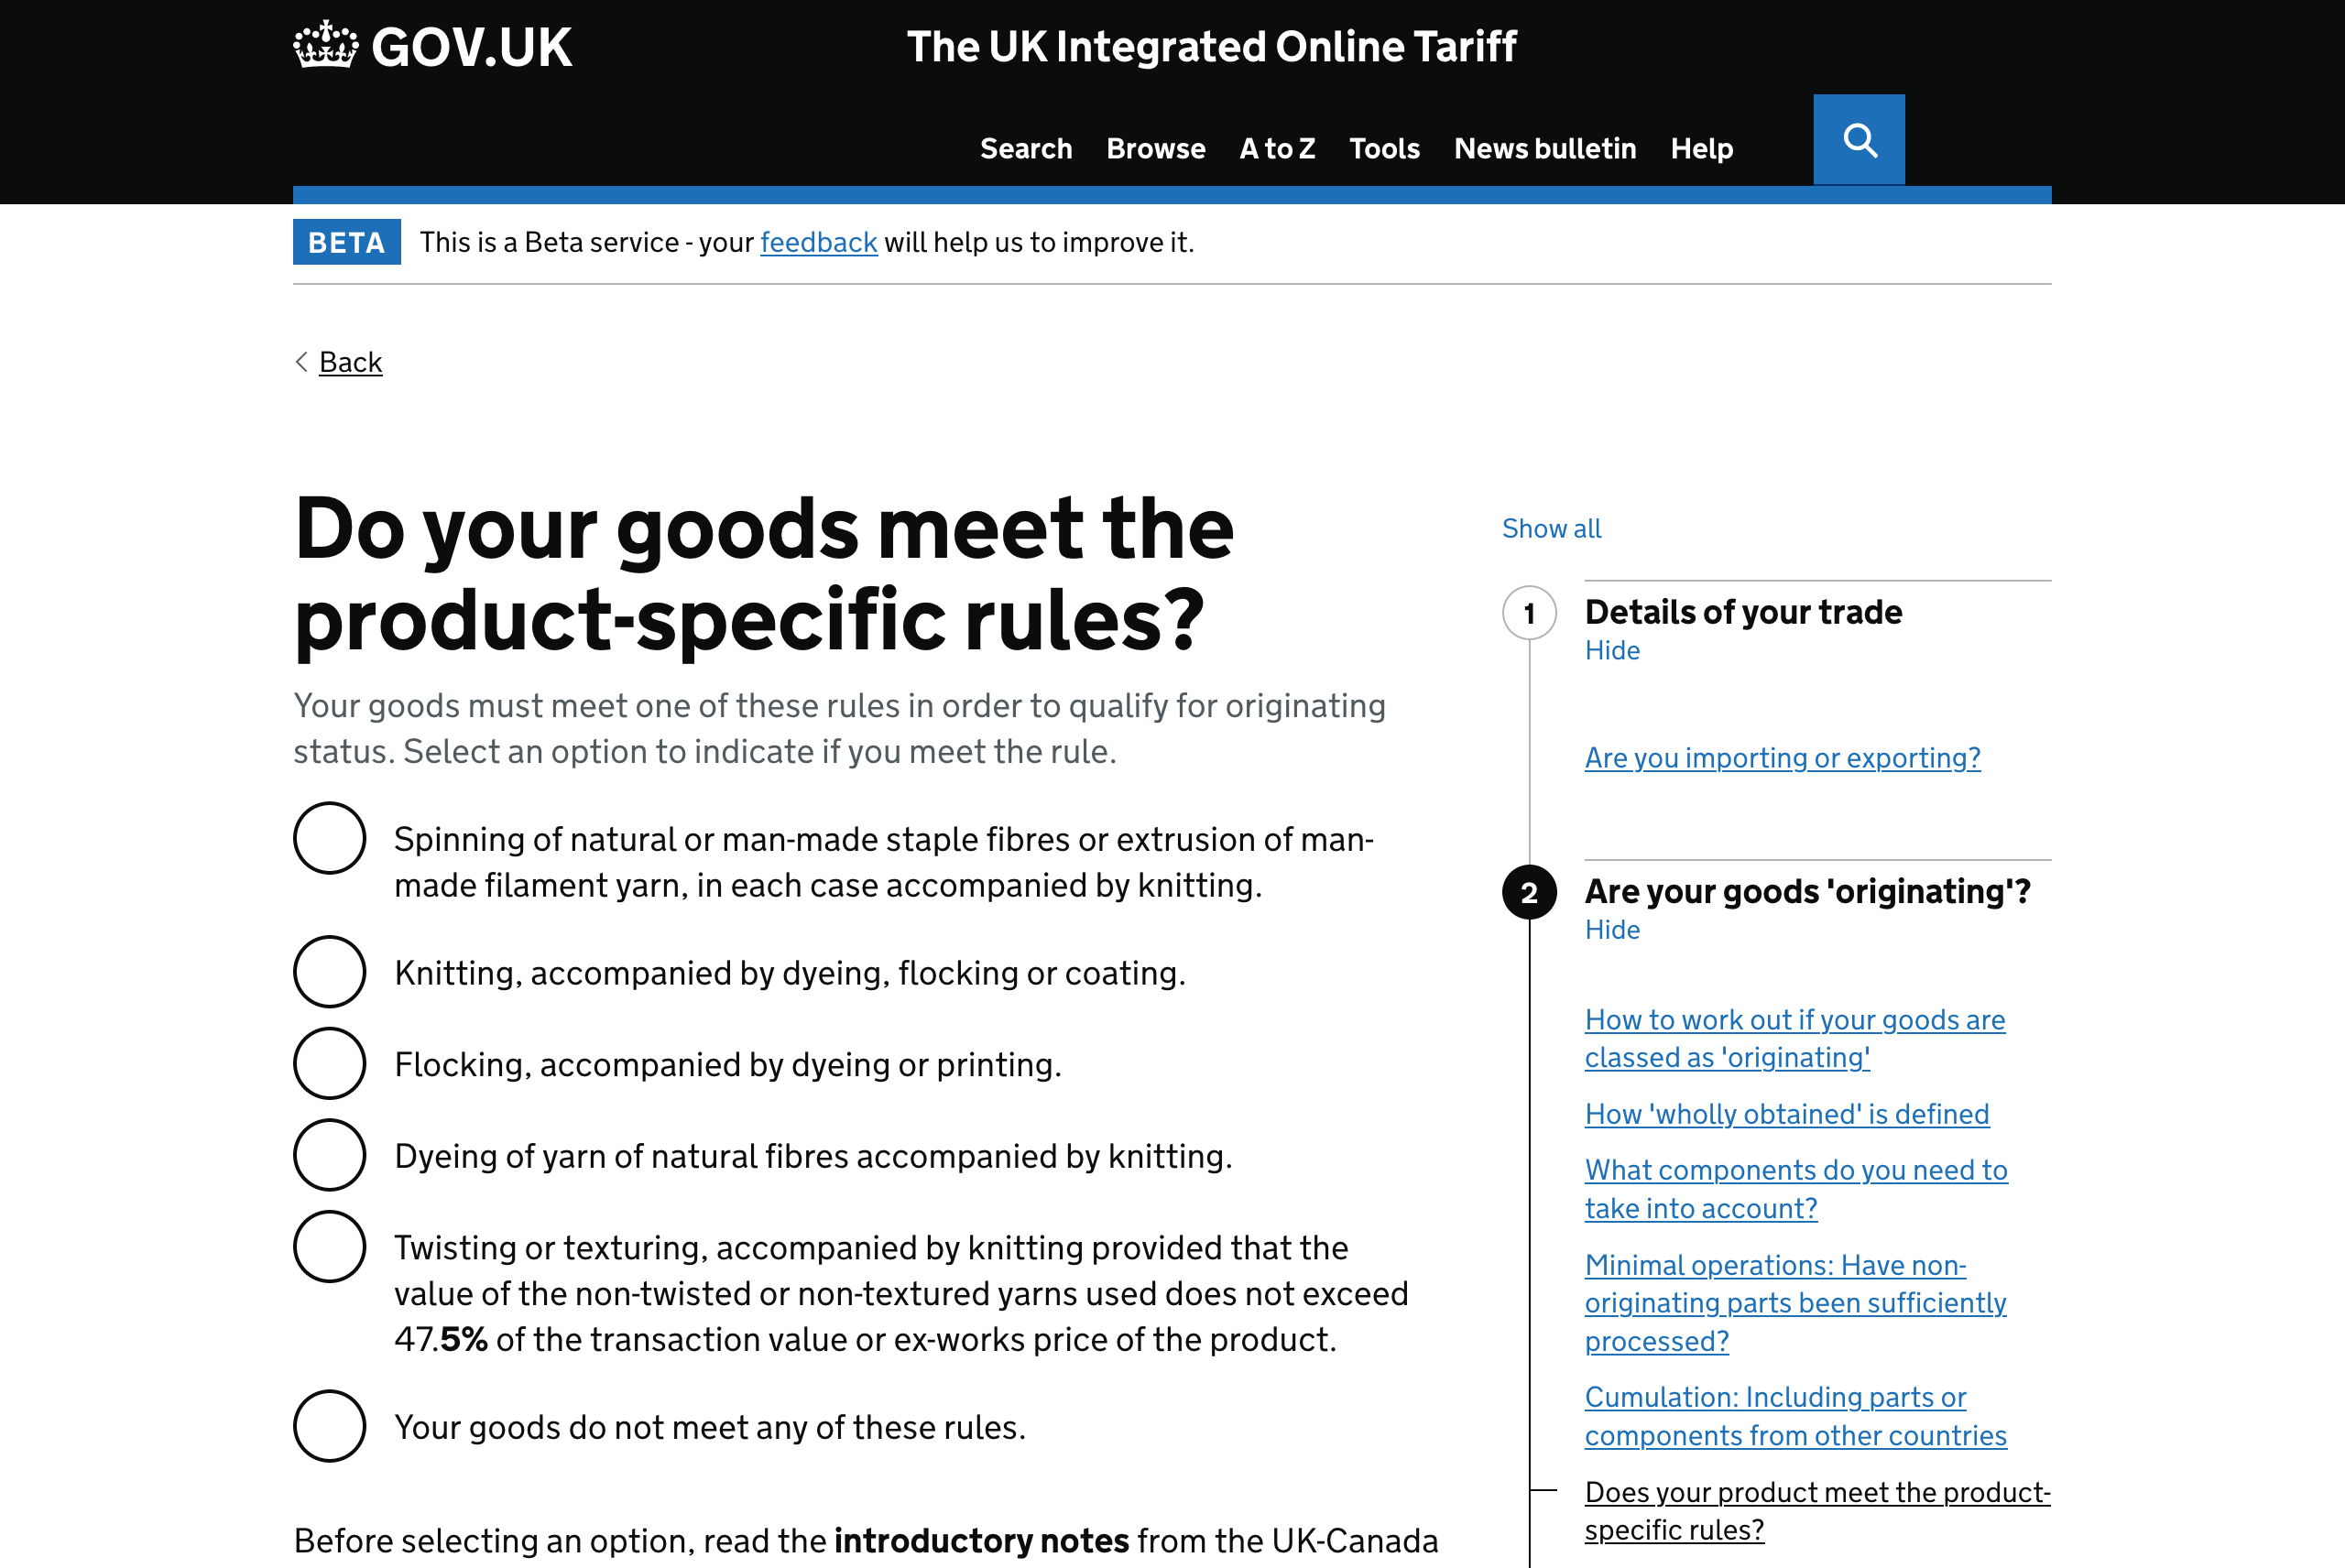 GOV.UK
The UK Integrated Online Tariff
Search Browse A to Z Tools News bulletin Help
BETA This is a Beta service - your feedback will help us to improve it.
Back
Do your goods meet the
product-specific rules?
Your goods must meet one of these rules in order to qualify for originating
status. Select an option to indicate if you meet the rule.
Spinning of natural or man-made staple fibres or extrusion of man-
made filament yarn, in each case accompanied by knitting.
Knitting, accompanied by dyeing, flocking or coating.
Flocking, accompanied by dyeing or printing.
Dyeing of yarn of natural fibres accompanied by knitting.
Twisting or texturing, accompanied by knitting provided that the
value of the non-twisted or non-textured yarns used does not exceed
47.5% of the transaction value or ex-works price of the product.
Your goods do not meet any of these rules.
Before selecting an option, read the introductory notes from the UK-Canada
Show all
1 Details of your trade
Hide
Are you importing or exporting?
2 Are your goods 'originating'?
Hide
How to work out if your goods are
classed as 'originating'
How 'wholly obtained' is defined
What components do you need to
take into account?
Minimal operations: Have non-
originating parts been sufficiently
processed?
Cumulation: Including parts or
components from other countries
Does your product meet the product-
specific rules?